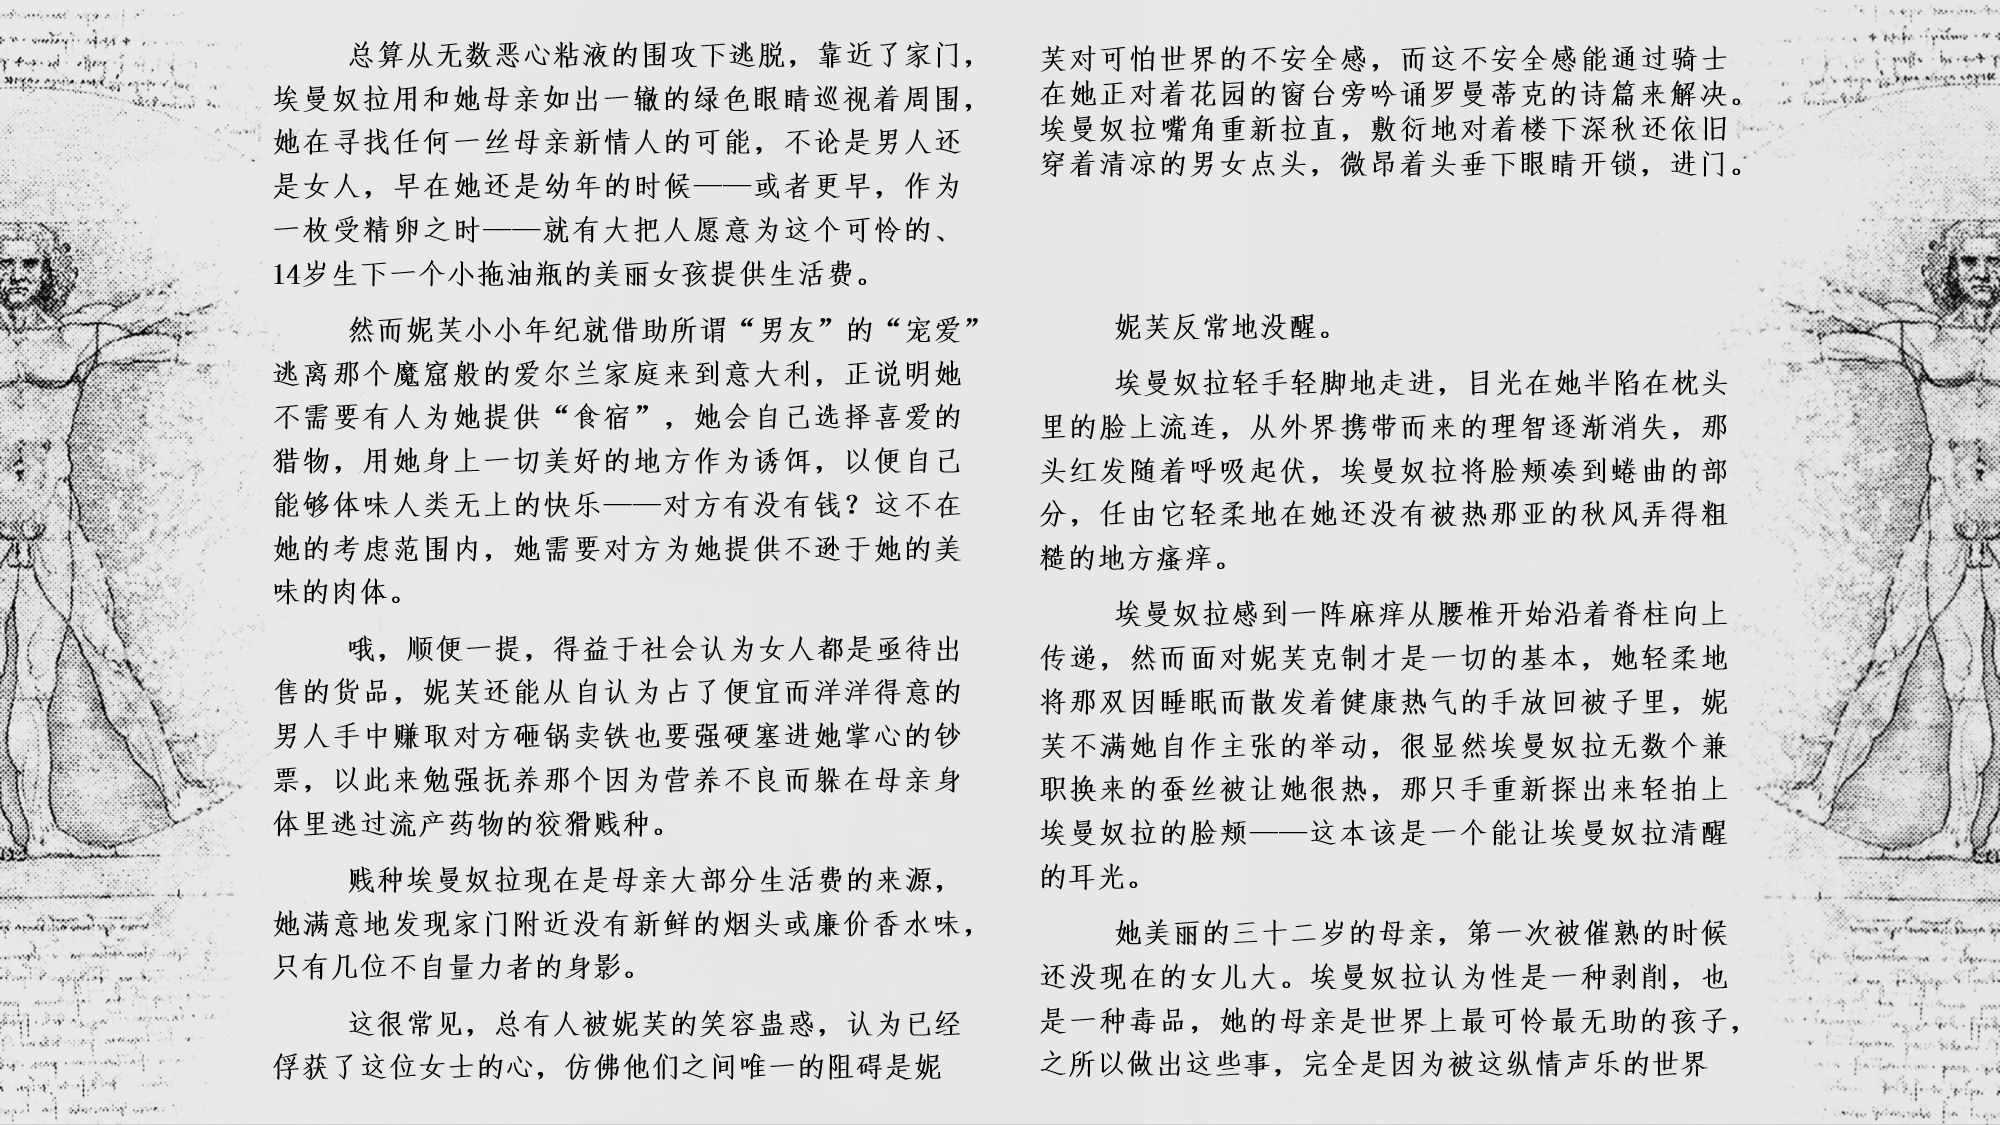 总算从无数恶心粘液的围攻下逃脱，靠近了家门，
埃曼奴拉用和她母亲如出一辙的绿色眼睛巡视着周围，
她在寻找任何一丝母亲新情人的可能，不论是男人还
是女人，早在她还是幼年的时候——或者更早，作为
一枚受精卵之时——就有大把人愿意为这个可怜的、
14岁生下一个小拖油瓶的美丽女孩提供生活费。
然而妮芙小小年纪就借助所谓“男友”的“宠爱”
逃离那个魔窟般的爱尔兰家庭来到意大利，正说明她
不需要有人为她提供“食宿”，她会自己选择喜爱的
猎物，用她身上一切美好的地方作为诱饵，以便自己
能够体味人类无上的快乐——对方有没有钱？这不在
她的考虑范围内，她需要对方为她提供不逊于她的美
味的肉体。
哦，顺便一提，得益于社会认为女人都是亟待出
售的货品，妮芙还能从自认为占了便宜而洋洋得意的
男人手中赚取对方砸锅卖铁也要强硬塞进她掌心的钞
票，以此来勉强抚养那个因为营养不良而躲在母亲身
体里逃过流产药物的狡猾贱种。
贱种埃曼奴拉现在是母亲大部分生活费的来源，
她满意地发现家门附近没有新鲜的烟头或廉价香水味，
只有几位不自量力者的身影。
这很常见，总有人被妮芙的笑容蛊惑，认为已经
俘获了这位女士的心，仿佛他们之间唯一的阻碍是妮
芙对可怕世界的不安全感，而这不安全感能通过骑士
在她正对着花园的窗台旁吟诵罗曼蒂克的诗篇来解决。
埃曼奴拉嘴角重新拉直，敷衍地对着楼下深秋还依旧
穿着清凉的男女点头，微昂着头垂下眼睛开锁，进门。
妮芙反常地没醒。
埃曼奴拉轻手轻脚地走进，目光在她半陷在枕头
里的脸上流连，从外界携带而来的理智逐渐消失，那
头红发随着呼吸起伏，埃曼奴拉将脸颊凑到蜷曲的部
分，任由它轻柔地在她还没有被热那亚的秋风弄得粗
糙的地方瘙痒。
埃曼奴拉感到一阵麻痒从腰椎开始沿着脊柱向上
传递，然而面对妮芙克制才是一切的基本，她轻柔地
将那双因睡眠而散发着健康热气的手放回被子里，妮
芙不满她自作主张的举动，很显然埃曼奴拉无数个兼
职换来的蚕丝被让她很热，那只手重新探出来轻拍上
埃曼奴拉的脸颊——这本该是一个能让埃曼奴拉清醒
的耳光。
她美丽的三十二岁的母亲，第一次被催熟的时候
还没现在的女儿大。埃曼奴拉认为性是一种剥削，也
是一种毒品，她的母亲是世界上最可怜最无助的孩子，
之所以做出这些事，完全是因为被这纵情声乐的世界